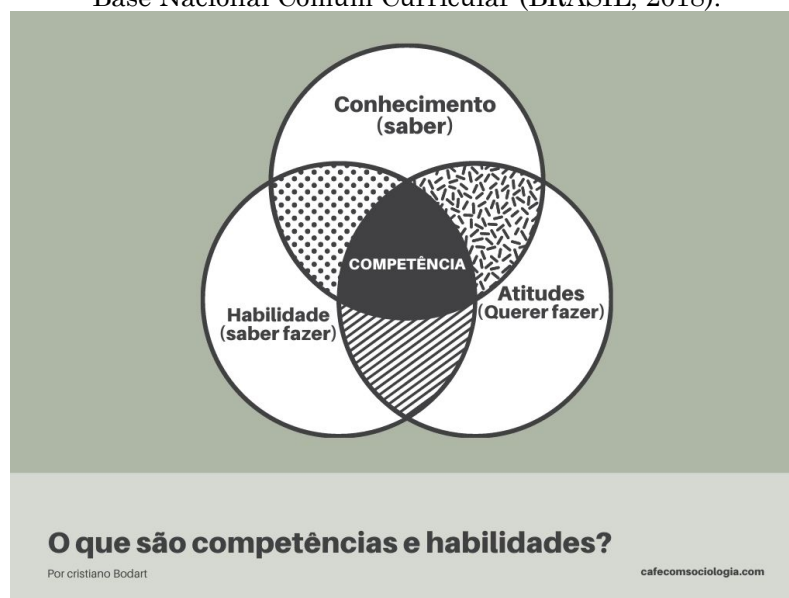 Base Nacional Comum Curricular (BRASIL, 2018).
Conhecimento
(saber)
COMPETÊNCIA
Habilidade
(saber fazer)
Atitudes
(Querer fazer)
O que são competências e habilidades?
Por cristiano Bodart
cafecomsociologia.com